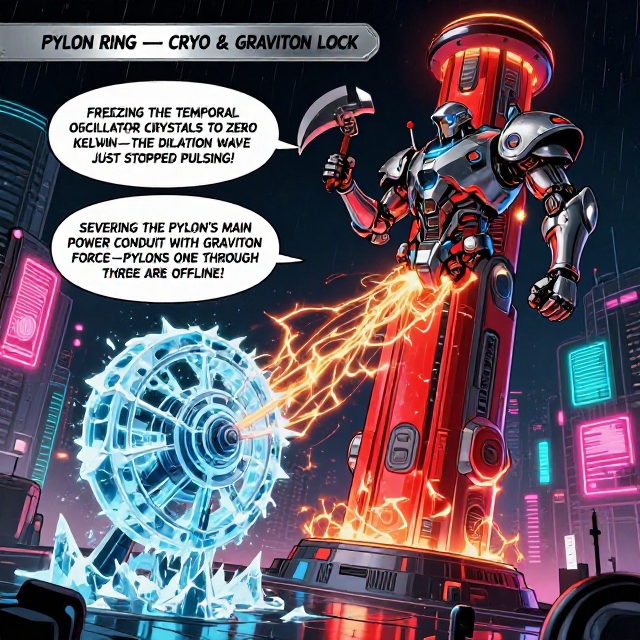 PYLON RING — CRYO & GRAVITON LOCK
FREEZING THE TEMPORAL
OSCILLATOR CRYSTALS TO ZERO
KELWIN—THE DILATION WAVE
JUST STOPPED PULSING!
SEVERING THE PYLON'S MAIN
POWER CONDUIT WITH GRAVITON
FORCE—PYLONS ONE THROUGH
THREE ARE OFFLINE!